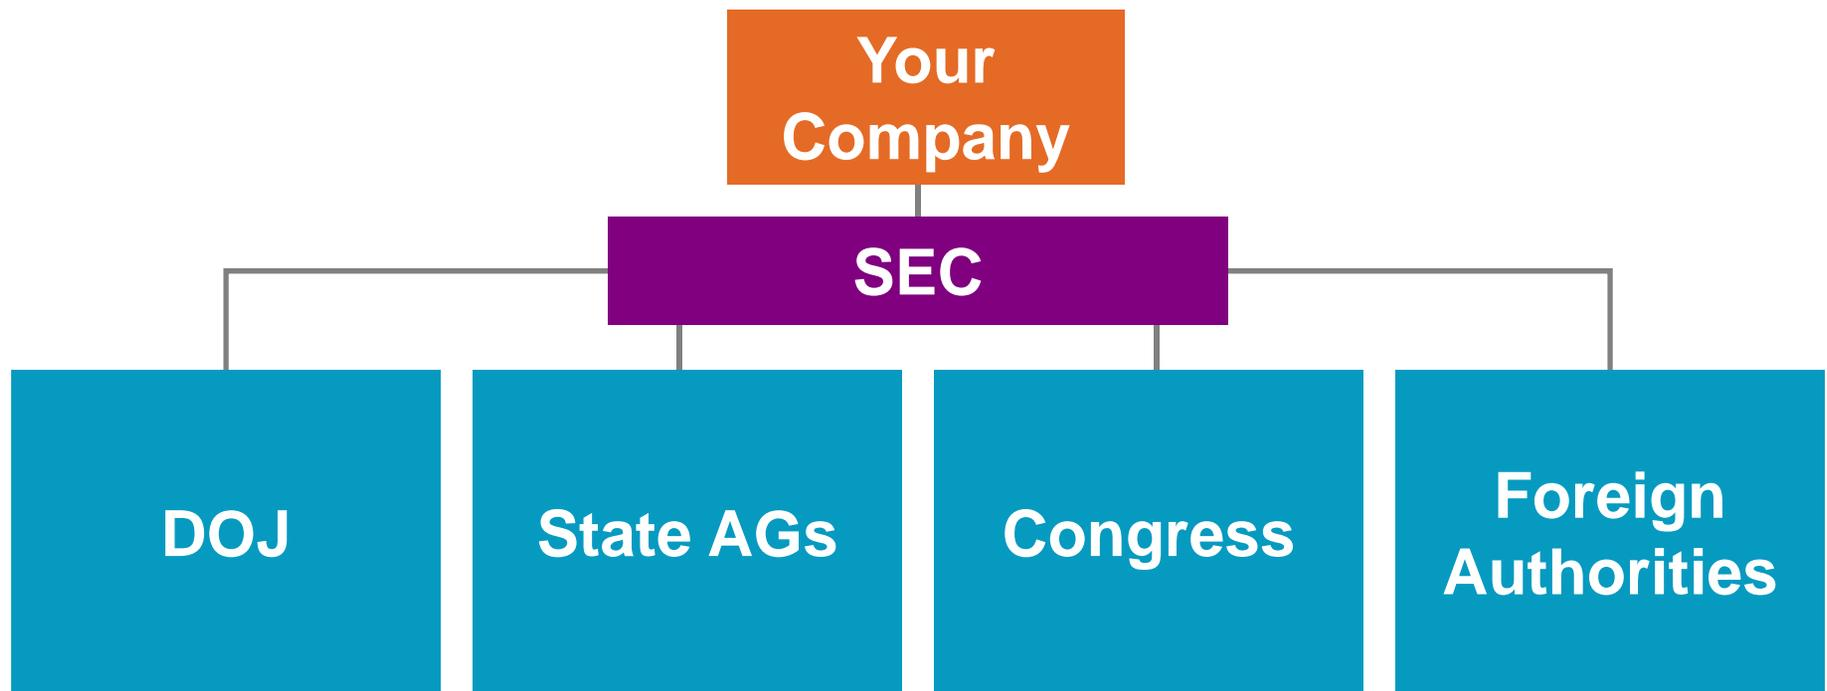 Your
Company
SEC
DOJ
State AGs
Congress
Foreign
Authorities